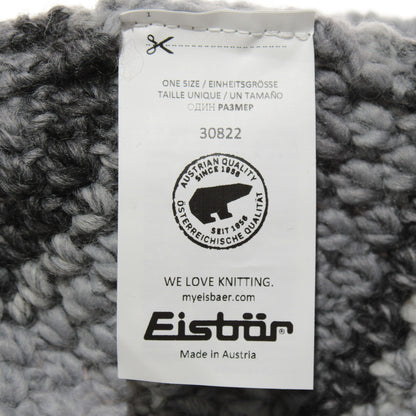 1
ONE SIZE / EINHEITSGRÖSSE
TAILLE UNIQUE / UN TAMAÑO
ОДИН РАЗМЕР
30822
AUSTRIAN QUALITY
SINCE 1956
SEIT 1956
ÖSTERREICHISCHE QUALITÄT
WE LOVE KNITTING.
myeisbaer.com
Eisbär®
Made in Austria